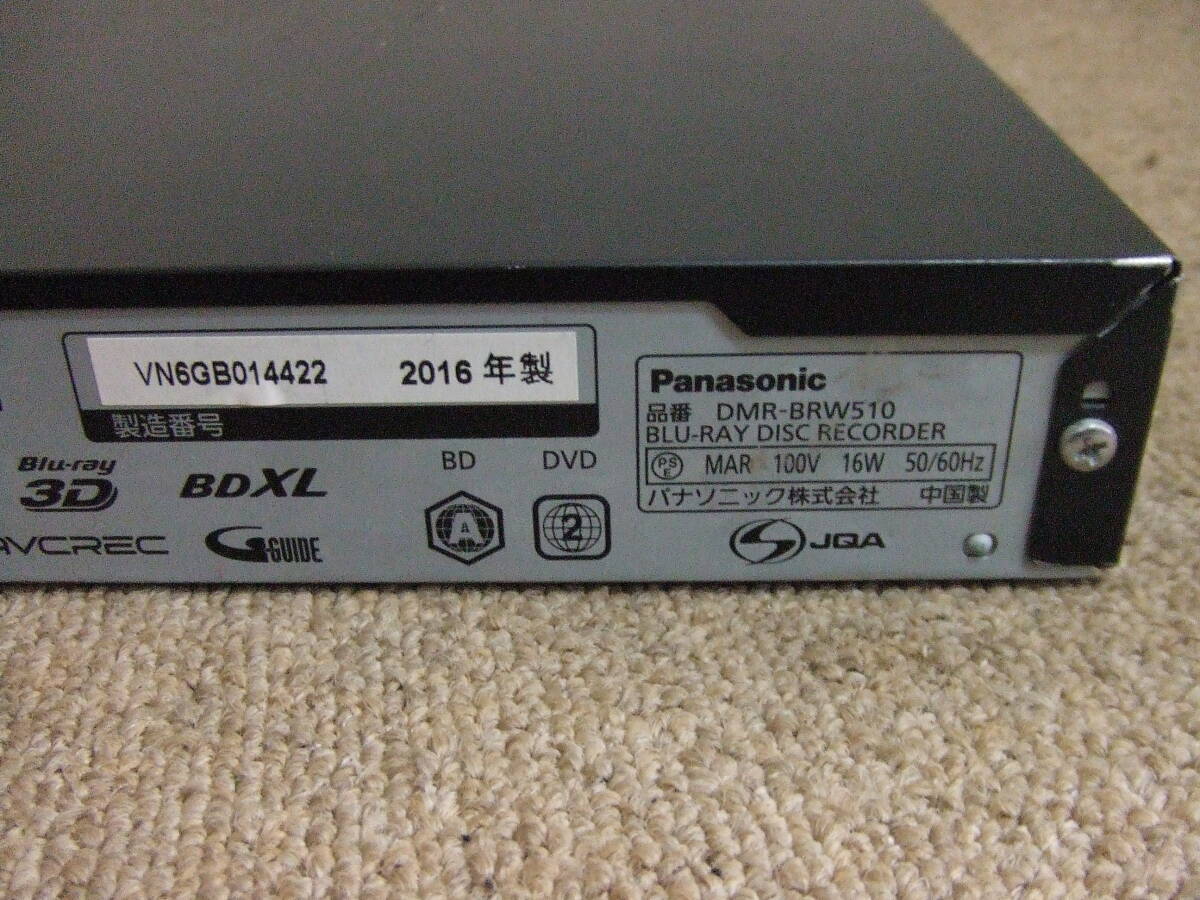 VN6GB014422 2016 年製
製造番号
Blu-ray
3D
BDXL
BD DVD
AVCREC
G-GUIDE
A
2
Panasonic
品番 DMR-BRW510
BLU-RAY DISC RECORDER
PSE MAR 100V 16W 50/60Hz
パナソニック株式会社 中国製
JQA